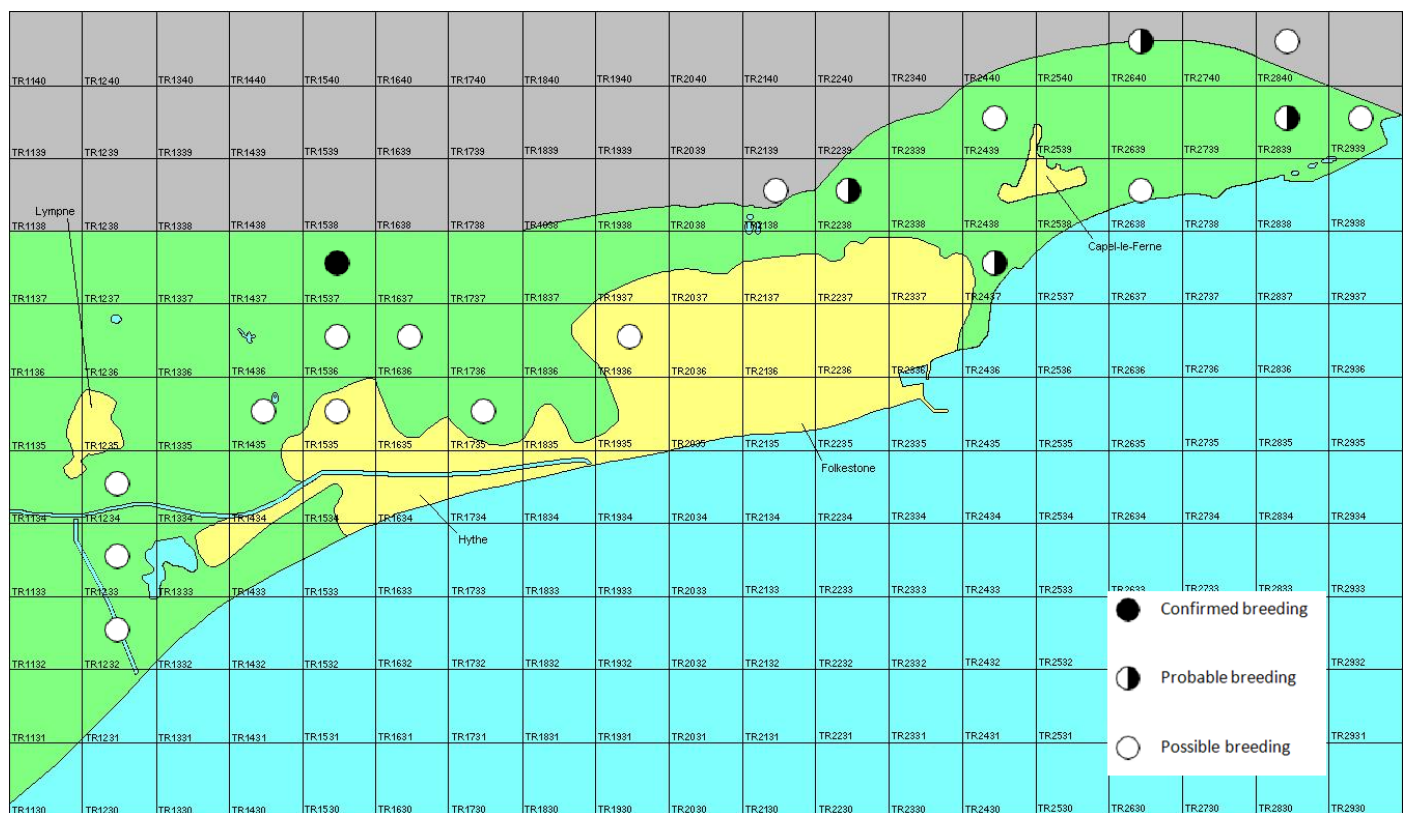 TR1140 TR1240 TR1340 TR1440 TR1540 TR1640 TR1740 TR1840 TR1940 TR2040 TR2140 TR2240 TR2340 TR2440 TR2540 TR2640 TR2740 TR2840
TR1139 TR1239 TR1339 TR1439 TR1539 TR1639 TR1739 TR1839 TR1939 TR2039 TR2139 TR2239 TR2339 TR2439 TR2539 TR2639 TR2739 TR2839 TR2939
Lympne
TR1138 TR1238 TR1338 TR1438 TR1538 TR1638 TR1738 TR1938 TR2038 TR2138 TR2238 TR2338 TR2438 TR2538 TR2638 TR2738 TR2838 TR2938
Capel-le-Ferne
TR1137 TR1237 TR1337 TR1437 TR1537 TR1637 TR1737 TR1837 TR1937 TR2037 TR2137 TR2237 TR2337 TR2437 TR2537 TR2637 TR2737 TR2837 TR2937
TR1136 TR1236 TR1336 TR1436 TR1536 TR1636 TR1736 TR1836 TR1936 TR2036 TR2136 TR2236 TR2336 TR2436 TR2536 TR2636 TR2736 TR2836 TR2936
TR1135 TR1235 TR1335 TR1435 TR1535 TR1635 TR1735 TR1835 TR1935 TR2035 TR2135 TR2235 TR2335 TR2435 TR2535 TR2635 TR2735 TR2835 TR2935
Folkestone
TR1134 TR1234 TR1334 TR1434 TR1534 TR1634 TR1734 TR1834 TR1934 TR2034 TR2134 TR2234 TR2334 TR2434 TR2534 TR2634 TR2734 TR2834 TR2934
Hythe
TR1133 TR1233 TR1333 TR1433 TR1533 TR1633 TR1733 TR1833 TR1933 TR2033 TR2133 TR2233 TR2333 TR2433 TR2533 TR2633 TR2733 TR2833 TR2933
Confirmed breeding
TR1132 TR1232 TR1332 TR1432 TR1532 TR1632 TR1732 TR1832 TR1932 TR2032 TR2132 TR2232 TR2332 TR2432 TR2532 TR2932
Probable breeding
TR1131 TR1231 TR1331 TR1431 TR1531 TR1631 TR1731 TR1831 TR1931 TR2031 TR2131 TR2231 TR2331 TR2431 TR2531 TR2931
Possible breeding
TR1130 TR1230 TR1330 TR1430 TR1530 TR1630 TR1730 TR1830 TR1930 TR2030 TR2130 TR2230 TR2330 TR2430 TR2530 TR2630 TR2730 TR2830 TR2930